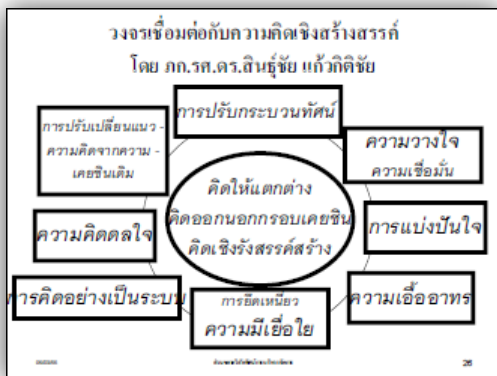 วงจรเชื่อมต่อกับความคิดเชิงสร้างสรรค์
โดย ภก.รศ.ดร.สินธุ์ชัย แก้วกิติชัย
การปรับกระบวนทัศน์
การปรับเปลี่ยนแนว -
ความคิดจากความ -
เคยชินเดิม
ความวางใจ
ความเชื่อมั่น
คิดให้แตกต่าง
คิดออกนอกกรอบเคยชิน
คิดเชิงรังสรรค์สร้าง
ความคิดดลใจ
การแบ่งปันใจ
การคิดอย่างเป็นระบบ
การยึดเหนี่ยว
ความมีเยื่อใย
ความเอื้ออาทร
26